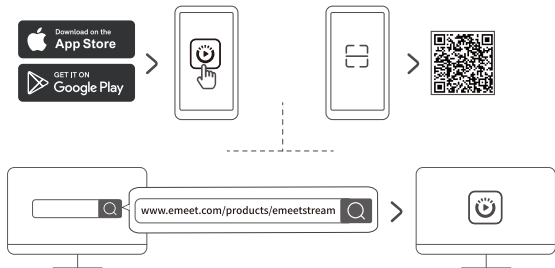 Download on the
App Store
GET IT ON
Google Play
www.emeet.com/products/emeetstream